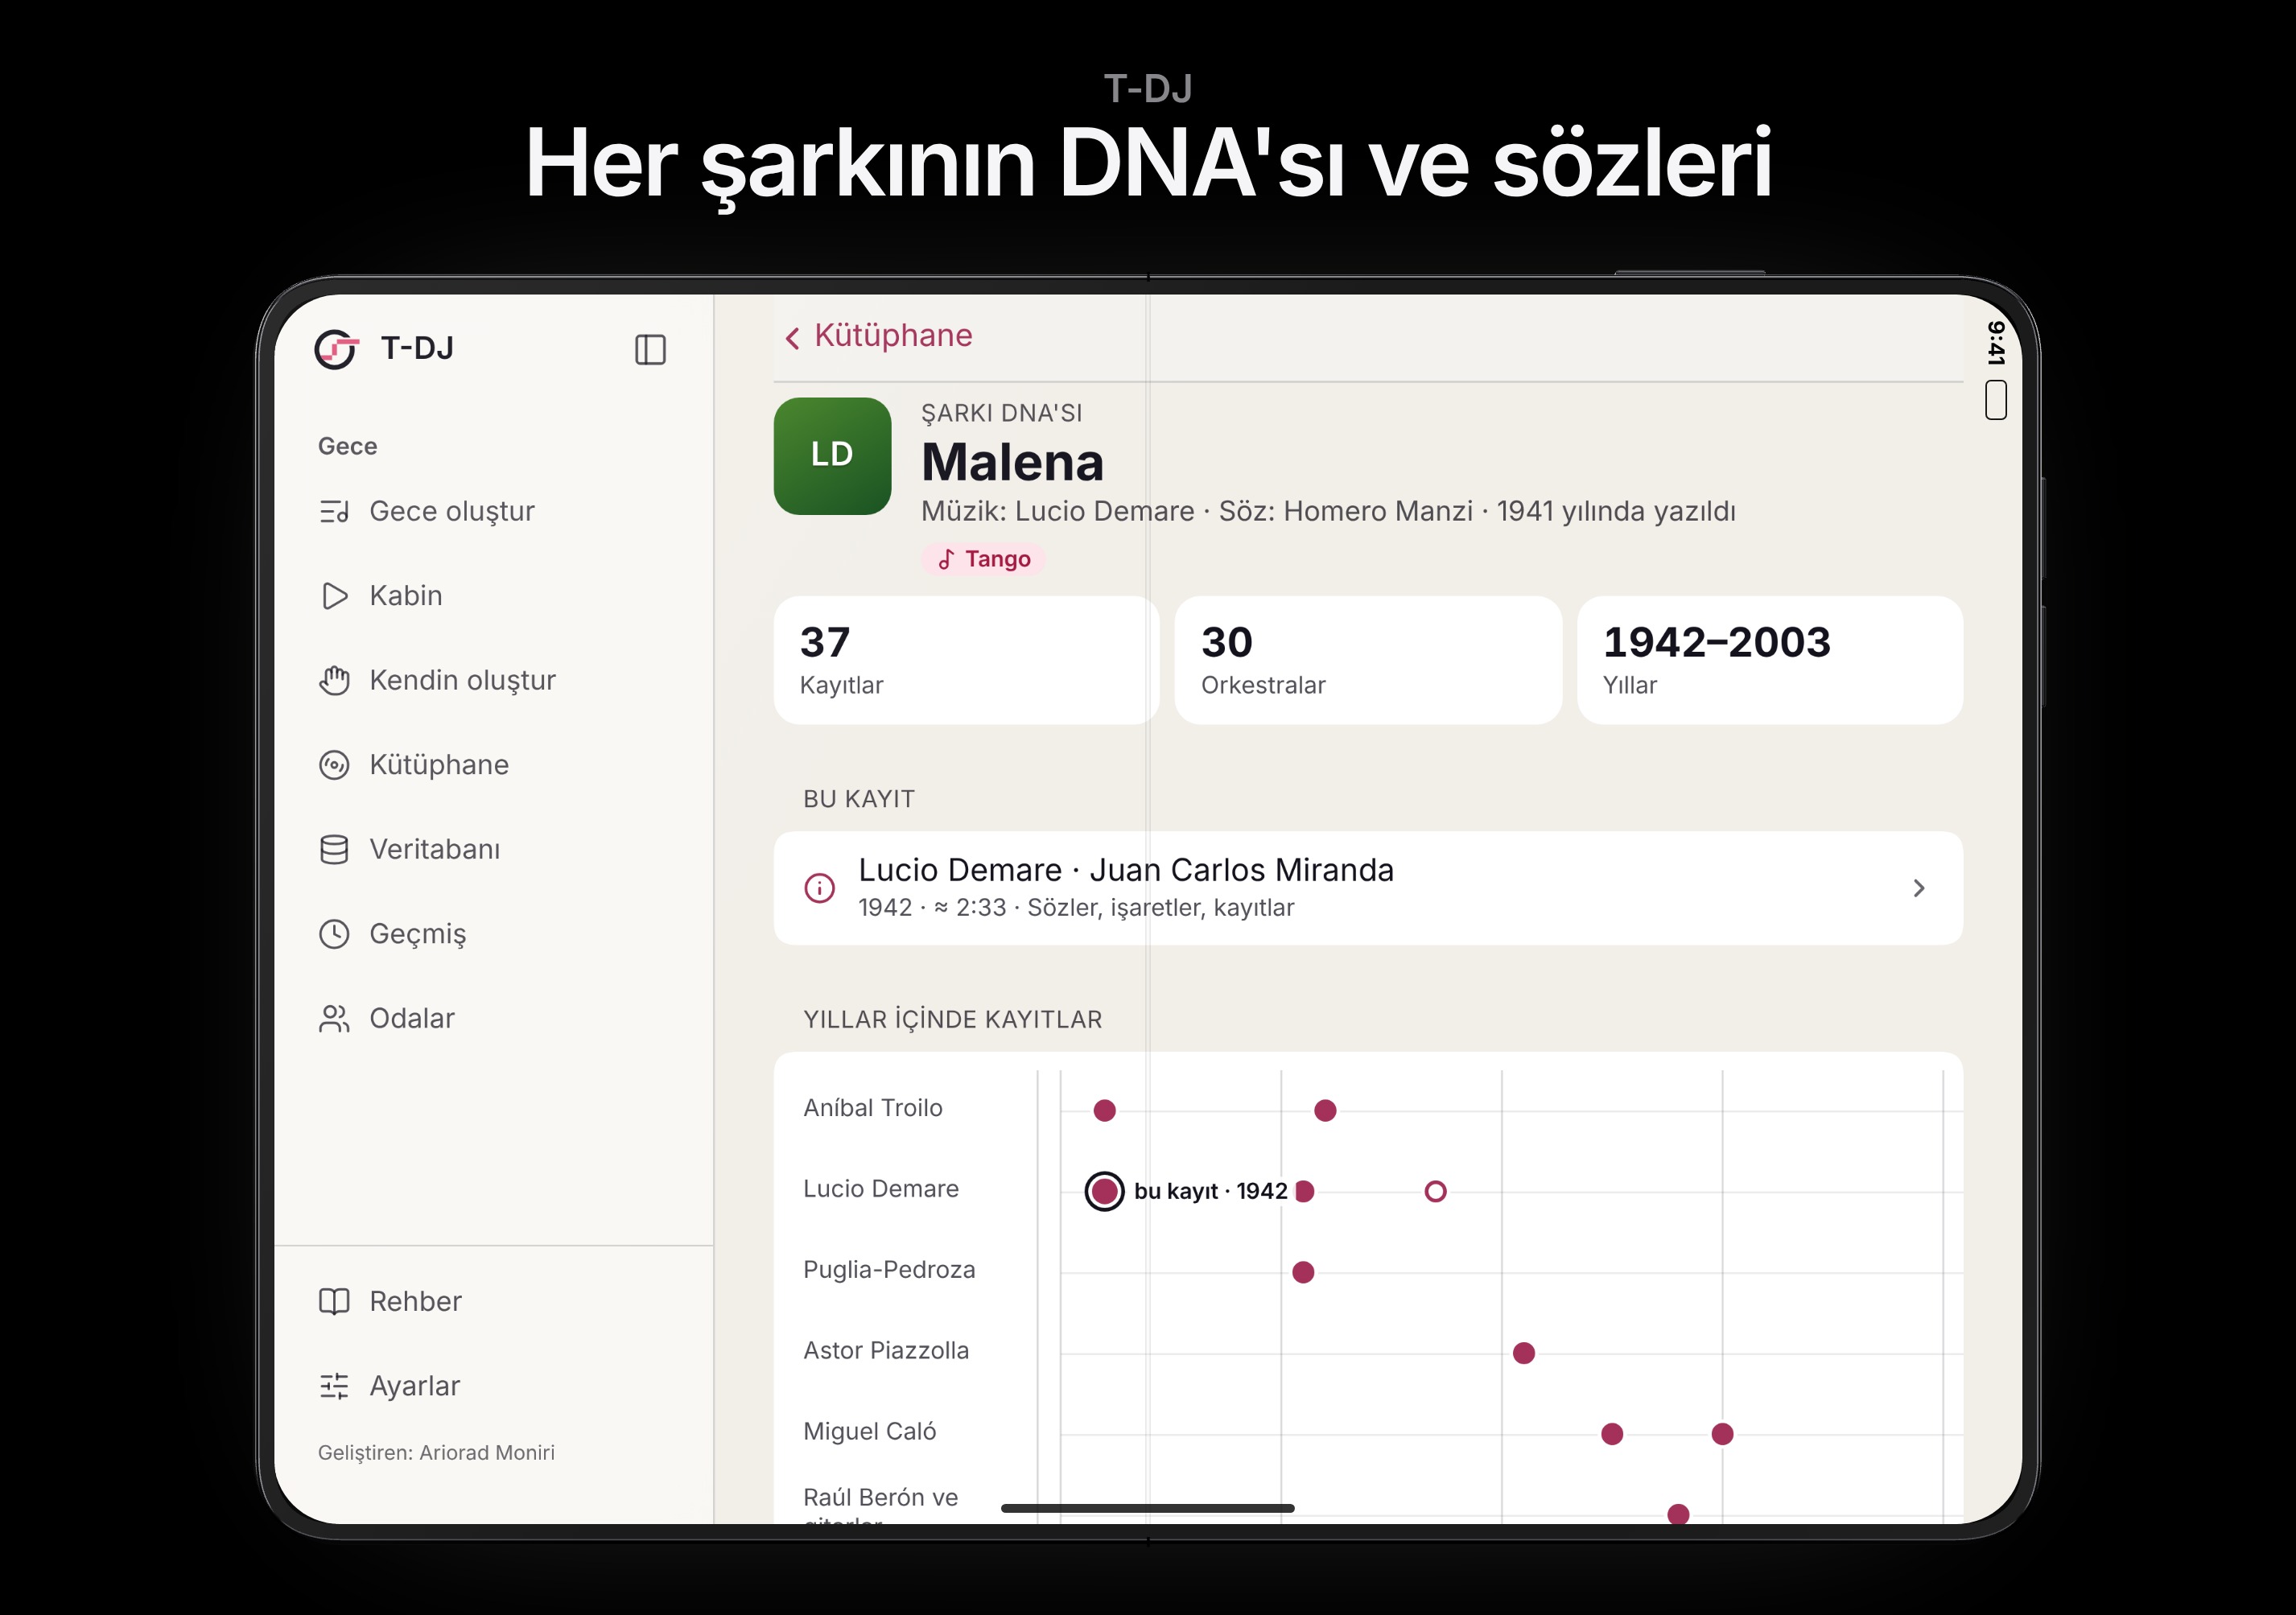 T-DJ
Her şarkının DNA'sı ve sözleri
T-DJ
Gece
Gece oluştur
Kabin
Kendin oluştur
Kütüphane
Veritabanı
Geçmiş
Odalar
Rehber
Ayarlar
Geliştiren: Ariorad Moniri
Kütüphane
9:41
LD
ŞARKI DNA'SI
Malena
Müzik: Lucio Demare · Söz: Homero Manzi · 1941 yılında yazıldı
Tango
37
Kayıtlar
30
Orkestralar
1942–2003
Yıllar
BU KAYIT
Lucio Demare · Juan Carlos Miranda
1942 · ≈ 2:33 · Sözler, işaretler, kayıtlar
YILLAR İÇİNDE KAYITLAR
Aníbal Troilo
Lucio Demare
bu kayıt · 1942
Puglia-Pedroza
Astor Piazzolla
Miguel Caló
Raúl Berón ve